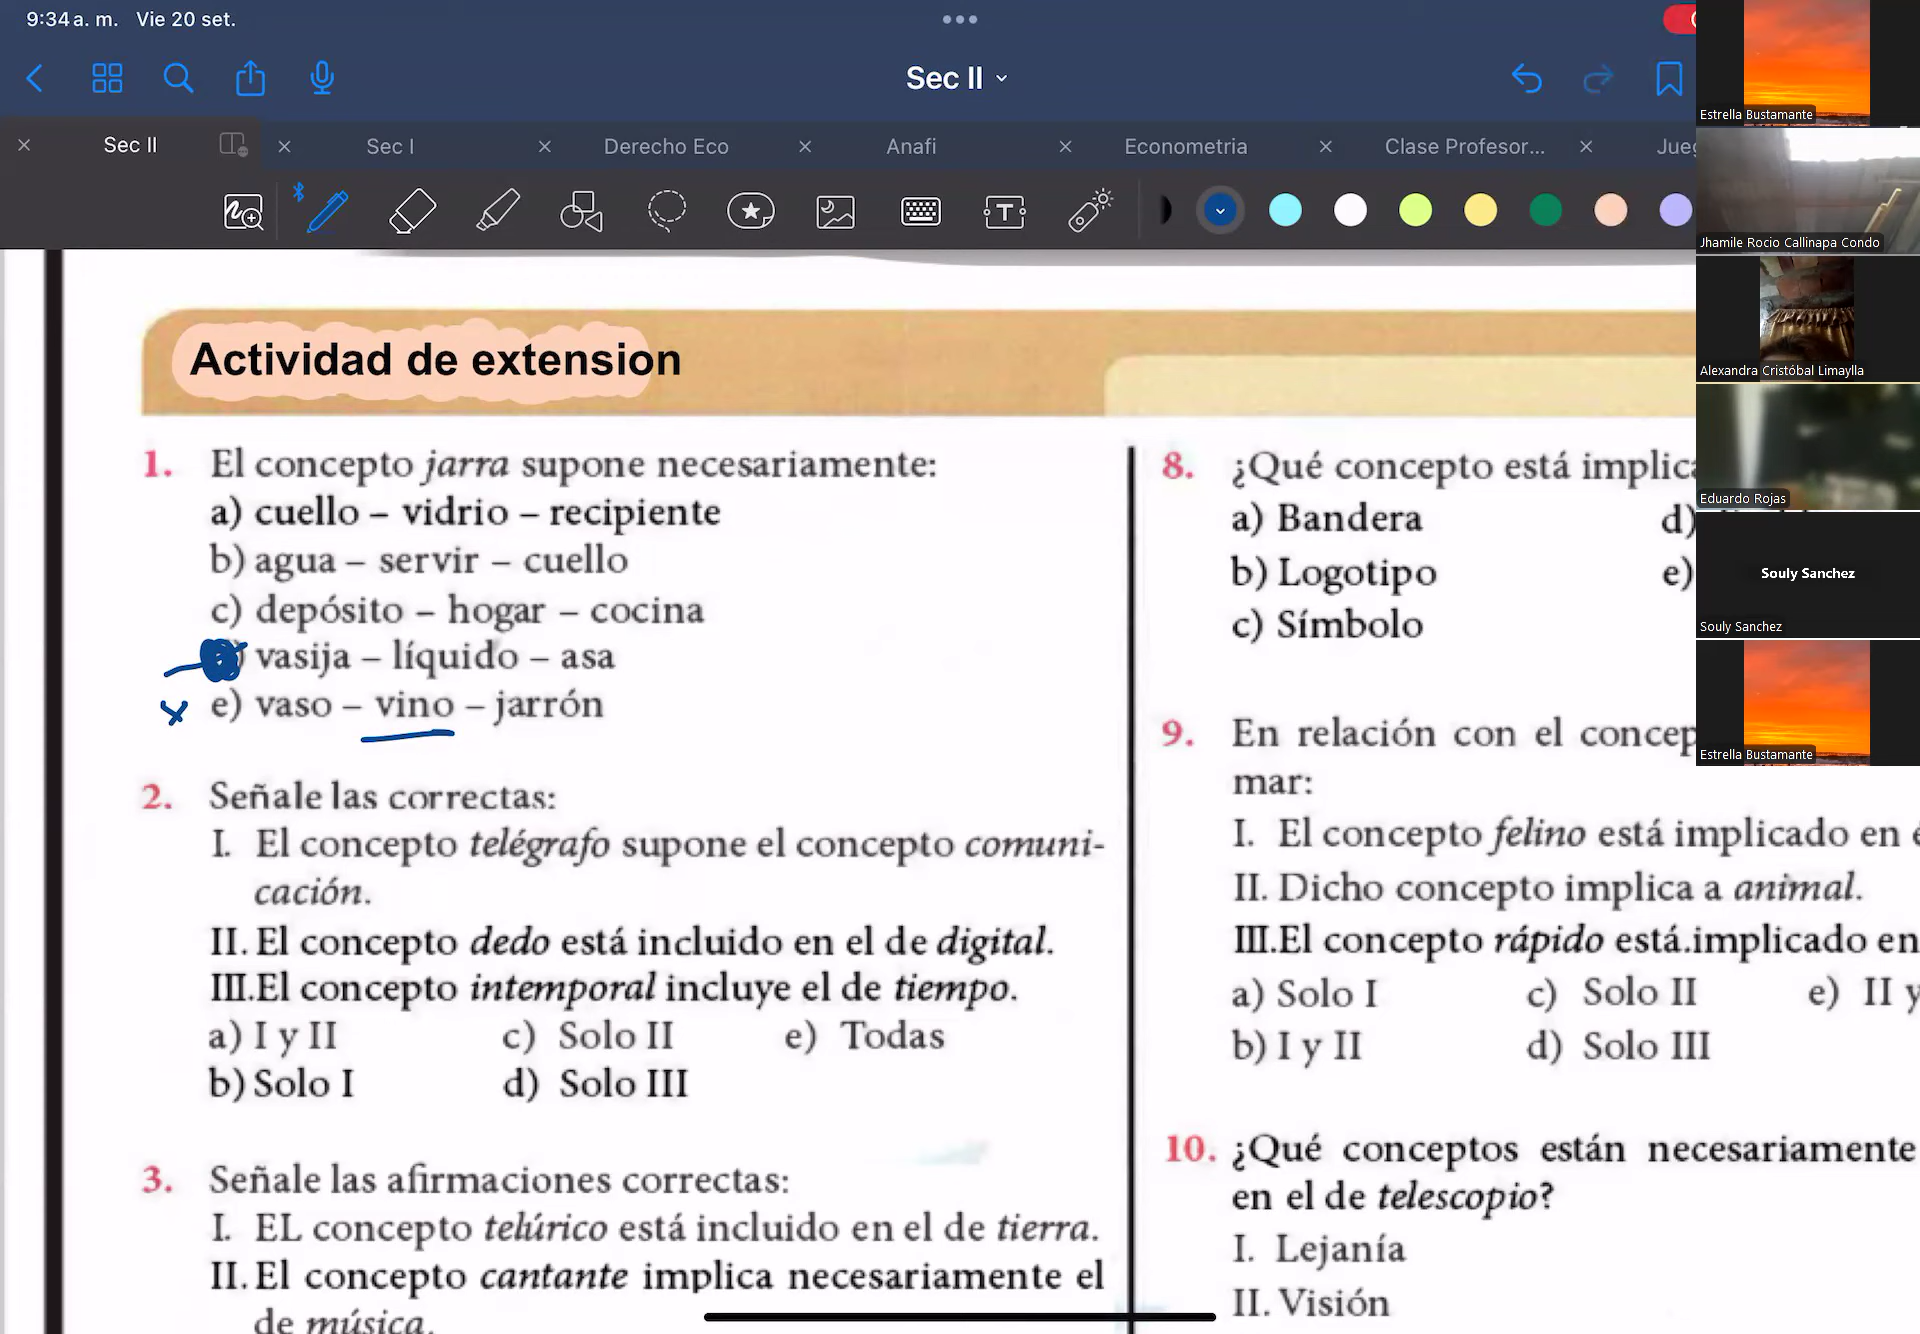 9:34 a. m. Vie 20 set.
Sec II
Sec II
Sec I
Derecho Eco
Anafi
Econometria
Clase Profesor...
Actividad de extension
1. El concepto jarra supone necesariamente:
a) cuello – vidrio – recipiente
b) agua – servir – cuello
c) depósito – hogar – cocina
) vasija – líquido – asa
x e) vaso – vino – jarrón
2. Señale las correctas:
I. El concepto telégrafo supone el concepto comuni-
cación.
II. El concepto dedo está incluido en el de digital.
III.El concepto intemporal incluye el de tiempo.
a) I y II c) Solo II e) Todas
b) Solo I d) Solo III
3. Señale las afirmaciones correctas:
I. EL concepto telúrico está incluido en el de tierra.
II. El concepto cantante implica necesariamente el
de música.
8. ¿Qué concepto está
a) Bandera d)
b) Logotipo e)
c) Símbolo
9. En relación con el
mar:
I. El concepto felino está implicado en
II. Dicho concepto implica a animal.
III.El concepto rápido está.implicado en
a) Solo I c) Solo II e) II y
b) I y II d) Solo III
10. ¿Qué conceptos están necesariamente
en el de telescopio?
I. Lejanía
II. Visión
Estrella Bustamante
Jhamile Rocio Callinapa Condo
Alexandra Cristóbal Limaylla
Eduardo Rojas
Souly Sanchez
Souly Sanchez
Estrella Bustamante